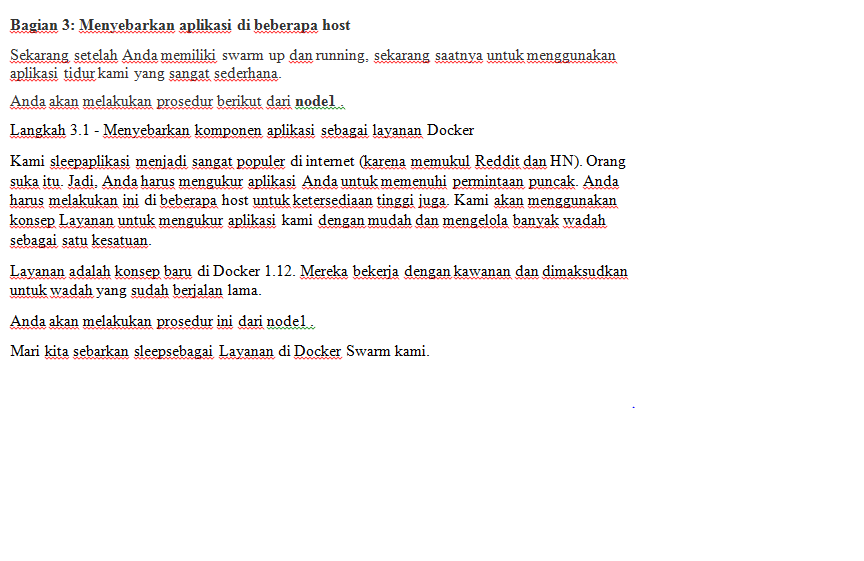 Bagian 3: Menyebarkan aplikasi di beberapa host
Sekarang setelah Anda memiliki swarm up dan running, sekarang saatnya untuk menggunakan
aplikasi tidur kami yang sangat sederhana.
Anda akan melakukan prosedur berikut dari node1 .
Langkah 3.1 - Menyebarkan komponen aplikasi sebagai layanan Docker
Kami sleepaplikasi menjadi sangat populer di internet (karena memukul Reddit dan HN). Orang
suka itu. Jadi, Anda harus mengukur aplikasi Anda untuk memenuhi permintaan puncak. Anda
harus melakukan ini di beberapa host untuk ketersediaan tinggi juga. Kami akan menggunakan
konsep Layanan untuk mengukur aplikasi kami dengan mudah dan mengelola banyak wadah
sebagai satu kesatuan.
Layanan adalah konsep baru di Docker 1.12. Mereka bekerja dengan kawanan dan dimaksudkan
untuk wadah yang sudah berjalan lama.
Anda akan melakukan prosedur ini dari node1 .
Mari kita sebarkan sleepsebagai Layanan di Docker Swarm kami.
.